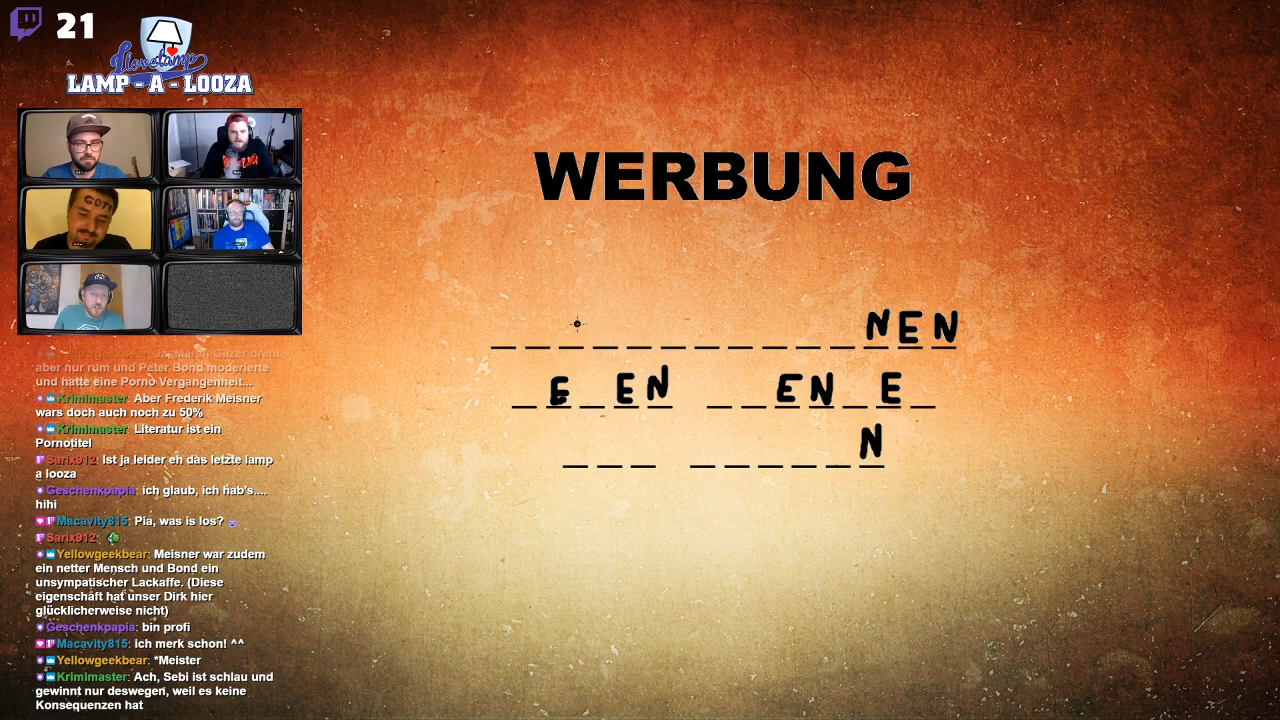 21
Ilovelamp
LAMP - A - LOOZA
WERBUNG
GOTT
_ _ _ _ _ _ _ _ _ _ _ N E N
_ E _ E N _ _ E N _ E _
_ _ _ _ _ _ _ _ N
aber nur rum und Peter Bond moderierte
und hatte eine Porno Vergangenheit...
Krimimaster: Aber Frederik Meisner
wars doch auch noch zu 50%
Krimimaster: Literatur ist ein
Pornotitel
Sarix912: Ist ja leider eh das letzte lamp
a looza
Geschenkpapia: ich glaub, ich hab's....
hihi
Macavity815: Pia, was is los?
Sarix912:
Yellowgeekbear: Meisner war zudem
ein netter Mensch und Bond ein
unsympatischer Lackaffe. (Diese
eigenschaft hat unser Dirk hier
glücklicherweise nicht)
Geschenkpapia: bin profi
Macavity815: ich merk schon! ^^
Yellowgeekbear: *Meister
Krimimaster: Ach, Sebi ist schlau und
gewinnt nur deswegen, weil es keine
Konsequenzen hat